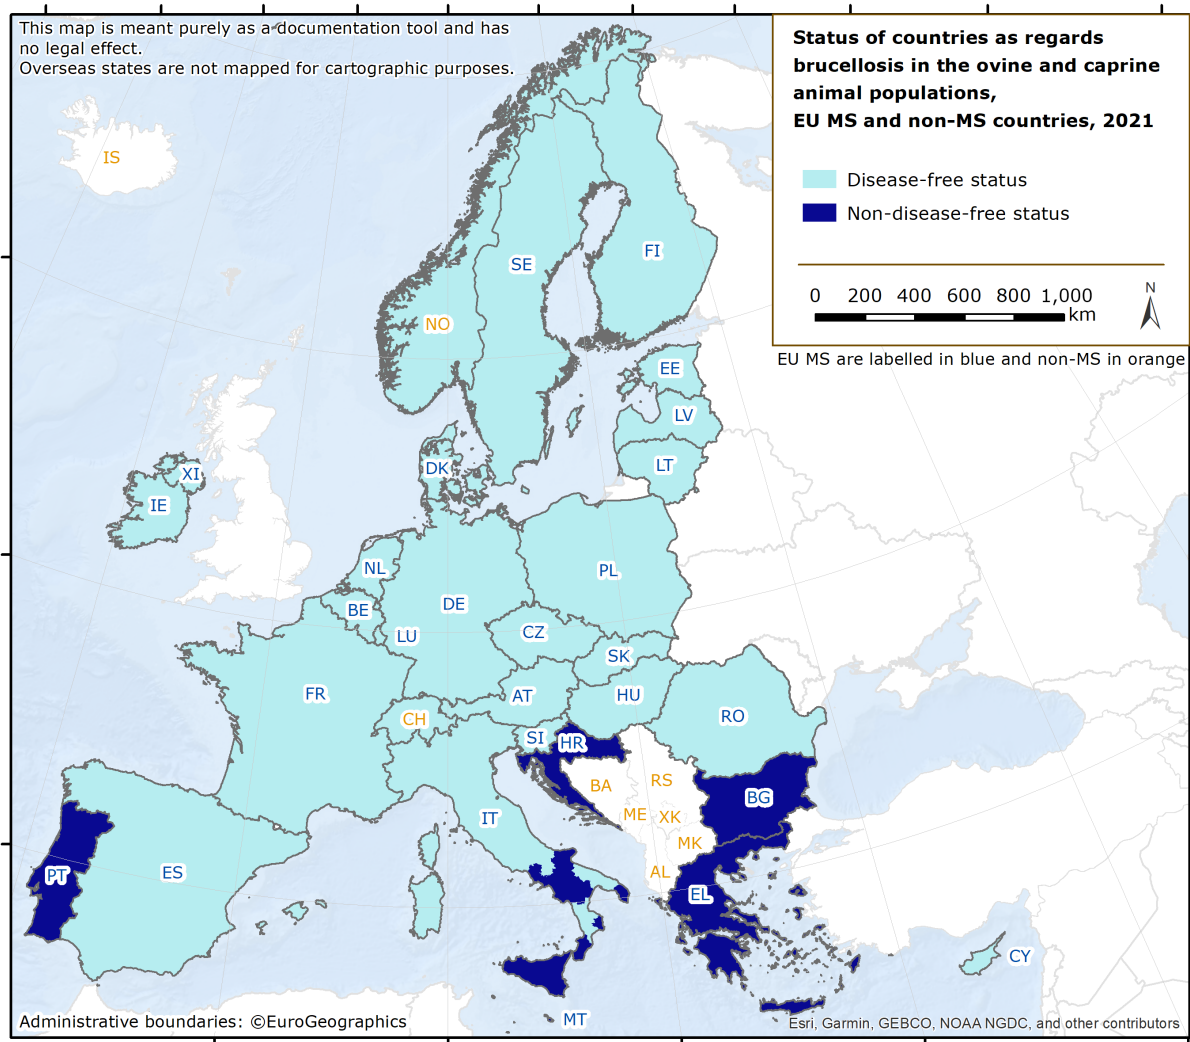 This map is meant purely as a documentation tool and has
no legal effect.
Overseas states are not mapped for cartographic purposes.
Status of countries as regards
brucellosis in the ovine and caprine
animal populations,
EU MS and non-MS countries, 2021
Disease-free status
Non-disease-free status
0 200 400 600 800 1,000
km
N
EU MS are labelled in blue and non-MS in orange
IS
SE
FI
NO
EE
LV
LT
DK
XI
IE
NL
PL
BE
DE
LU
CZ
SK
FR
AT
HU
CH
RO
SI
HR
BA
RS
BG
IT
ME
XK
MK
PT
ES
AL
EL
CY
MT
Administrative boundaries: ©EuroGeographics
Esri, Garmin, GEBCO, NOAA NGDC, and other contributors